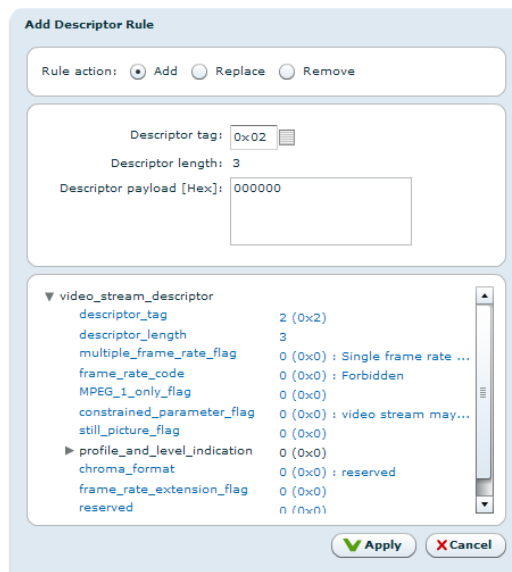 Add Descriptor Rule
Rule action: Add Replace Remove
Descriptor tag: 0x02
Descriptor length: 3
Descriptor payload [Hex]: 000000
video_stream_descriptor
descriptor_tag 2 (0x2)
descriptor_length 3
multiple_frame_rate_flag 0 (0x0) : Single frame rate ...
frame_rate_code 0 (0x0) : Forbidden
MPEG_1_only_flag 0 (0x0)
constrained_parameter_flag 0 (0x0) : video stream may...
still_picture_flag 0 (0x0)
profile_and_level_indication 0 (0x0)
chroma_format 0 (0x0) : reserved
frame_rate_extension_flag 0 (0x0)
reserved 0 (0x0)
Apply Cancel